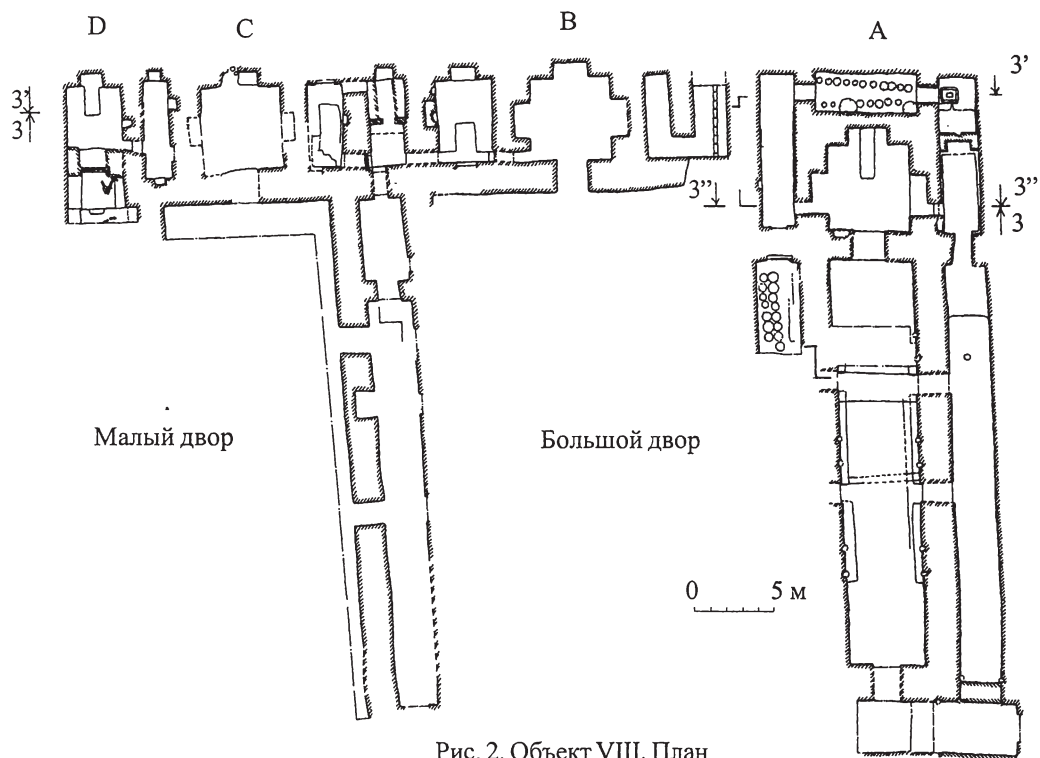 D
C
B
A
3'
3
3'
3''
3''
3
Малый двор
Большой двор
0 5 м
Рис. 2. Объект VIII. План